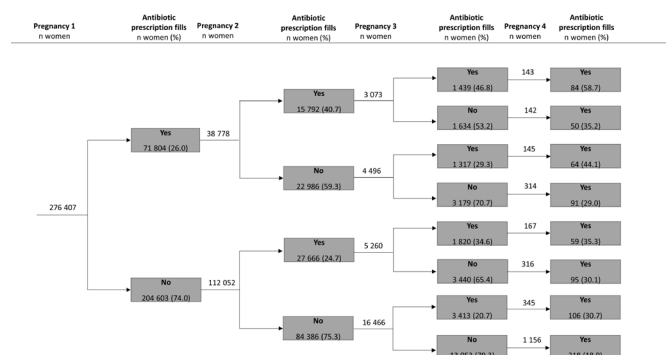 Pregnancy 1
n women
Antibiotic
prescription fills
n women (%)
Pregnancy 2
n women
Antibiotic
prescription fills
n women (%)
Pregnancy 3
n women
Antibiotic
prescription fills
n women (%)
Pregnancy 4
n women
Antibiotic
prescription fills
n women (%)
276 407
Yes
71 804 (26.0)
No
204 603 (74.0)
38 778
112 052
Yes
15 792 (40.7)
No
22 986 (59.3)
Yes
27 666 (24.7)
No
84 386 (75.3)
3 073
4 496
5 260
16 466
Yes
1 439 (46.8)
No
1 634 (53.2)
Yes
1 317 (29.3)
No
3 179 (70.7)
Yes
1 820 (34.6)
No
3 440 (65.4)
Yes
3 413 (20.7)
No
143
142
145
314
167
316
345
1 156
Yes
84 (58.7)
Yes
50 (35.2)
Yes
64 (44.1)
Yes
91 (29.0)
Yes
59 (35.3)
Yes
95 (30.1)
Yes
106 (30.7)
Yes